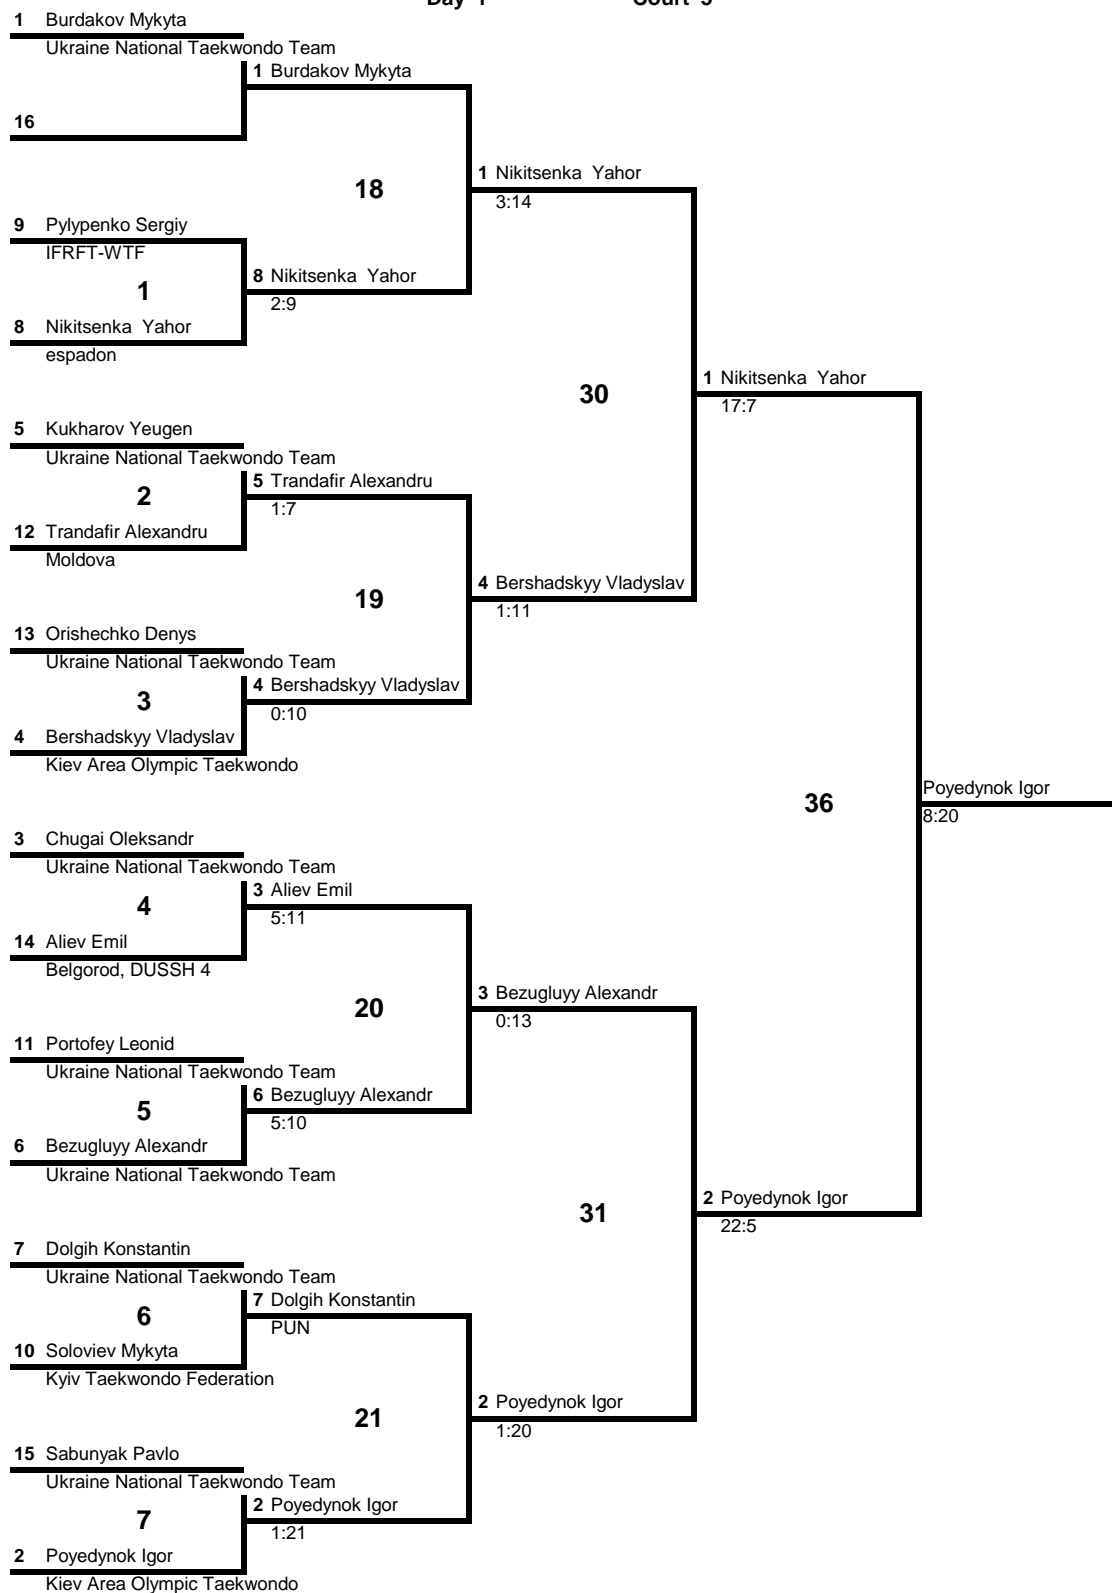 Day 1 Court 3
1 Burdakov Mykyta
Ukraine National Taekwondo Team
1 Burdakov Mykyta
16
18
1 Nikitsenka Yahor
3:14
9 Pylypenko Sergiy
IFRFT-WTF
1
8 Nikitsenka Yahor
2:9
8 Nikitsenka Yahor
espadon
30
1 Nikitsenka Yahor
17:7
5 Kukharov Yeugen
Ukraine National Taekwondo Team
2
5 Trandafir Alexandru
1:7
12 Trandafir Alexandru
Moldova
19
4 Bershadskyy Vladyslav
1:11
13 Orishechko Denys
Ukraine National Taekwondo Team
3
4 Bershadskyy Vladyslav
0:10
4 Bershadskyy Vladyslav
Kiev Area Olympic Taekwondo
36
Poyedynok Igor
8:20
3 Chugai Oleksandr
Ukraine National Taekwondo Team
4
3 Aliev Emil
5:11
14 Aliev Emil
Belgorod, DUSSH 4
20
3 Bezugluyy Alexandr
0:13
11 Portofey Leonid
Ukraine National Taekwondo Team
5
6 Bezugluyy Alexandr
5:10
6 Bezugluyy Alexandr
Ukraine National Taekwondo Team
31
2 Poyedynok Igor
22:5
7 Dolgih Konstantin
Ukraine National Taekwondo Team
6
7 Dolgih Konstantin
PUN
10 Soloviev Mykyta
Kyiv Taekwondo Federation
21
2 Poyedynok Igor
1:20
15 Sabunyak Pavlo
Ukraine National Taekwondo Team
7
2 Poyedynok Igor
1:21
2 Poyedynok Igor
Kiev Area Olympic Taekwondo